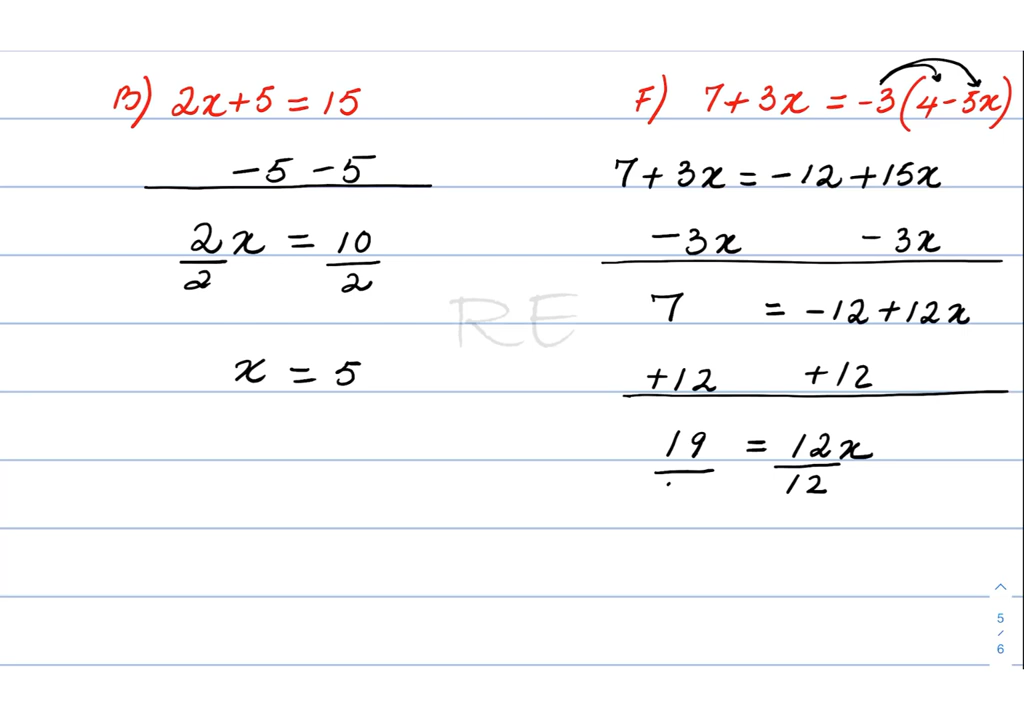 B) 2x+5=15
-5 -5
2x = 10
2 2
x = 5
F) 7+3x = -3(4-5x)
7+3x = -12+15x
-3x -3x
7 = -12+12x
+12 +12
19 = 12x
12
RE
5
/
6